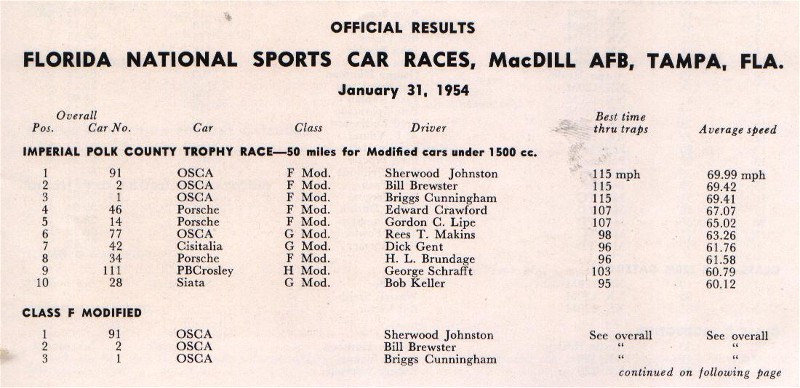 OFFICIAL RESULTS
FLORIDA NATIONAL SPORTS CAR RACES, MacDILL AFB, TAMPA, FLA.
January 31, 1954
Overall Best time
Pos. Car No. Car Class Driver thru traps Average speed
IMPERIAL POLK COUNTY TROPHY RACE—50 miles for Modified cars under 1500 cc.
1 91 OSCA F Mod. Sherwood Johnston 115 mph 69.99 mph
2 2 OSCA F Mod. Bill Brewster 115 69.42
3 1 OSCA F Mod. Briggs Cunningham 115 69.41
4 46 Porsche F Mod. Edward Crawford 107 67.07
5 14 Porsche F Mod. Gordon C. Lipe 107 65.02
6 77 OSCA G Mod. Rees T. Makins 98 63.26
7 42 Cisitalia G Mod. Dick Gent 96 61.76
8 34 Porsche F Mod. H. L. Brundage 96 61.58
9 111 PBCrosley H Mod. George Schrafft 103 60.79
10 28 Siata G Mod. Bob Keller 95 60.12
CLASS F MODIFIED
1 91 OSCA Sherwood Johnston See overall See overall
2 2 OSCA Bill Brewster " "
3 1 OSCA Briggs Cunningham " "
continued on following page